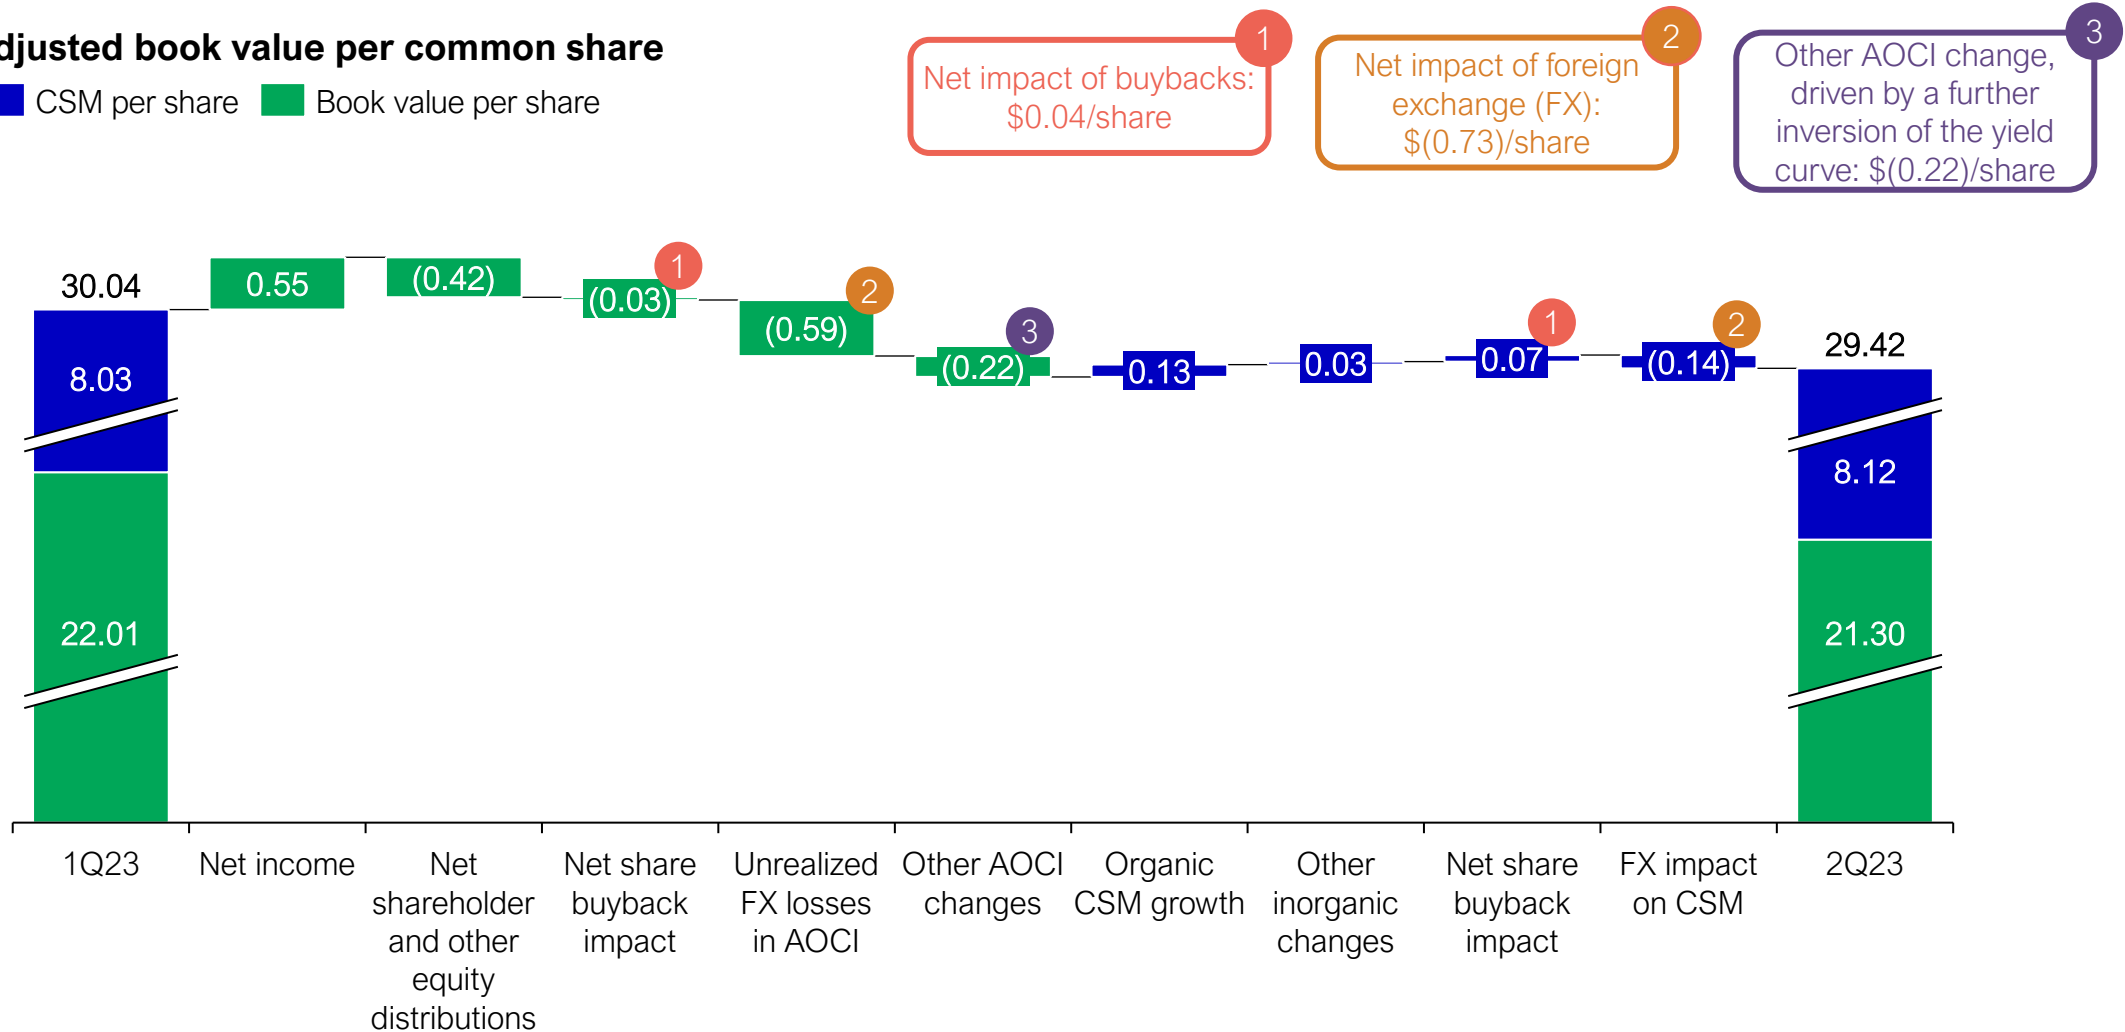 djusted book value per common share
CSM per share
Book value per share
Net impact of buybacks:
$0.04/share
1
Net impact of foreign
exchange (FX):
$(0.73)/share
2
Other AOCI change,
driven by a further
inversion of the yield
curve: $(0.22)/share
3
30.04
8.03
22.01
0.55
(0.42)
(0.03)
1
(0.59)
2
(0.22)
3
0.13
0.03
0.07
1
(0.14)
2
29.42
8.12
21.30
1Q23
Net income
Net
shareholder
and other
equity
distributions
Net share
buyback
impact
Unrealized
FX losses
in AOCI
Other AOCI
changes
Organic
CSM growth
Other
inorganic
changes
Net share
buyback
impact
FX impact
on CSM
2Q23